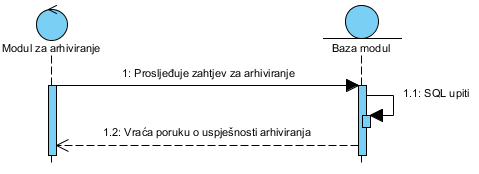 Modul za arhiviranje
Baza modul
1: Prosljeđuje zahtjev za arhiviranje
1.1: SQL upiti
1.2: Vraća poruku o uspješnosti arhiviranja